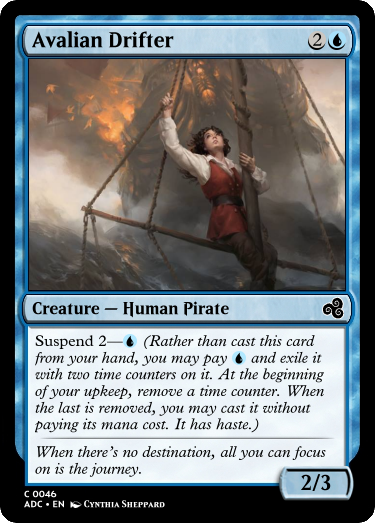 Avalian Drifter 2
Creature — Human Pirate
Suspend 2— (Rather than cast this card
from your hand, you may pay and exile it
with two time counters on it. At the beginning
of your upkeep, remove a time counter. When
the last is removed, you may cast it without
paying its mana cost. It has haste.)
When there's no destination, all you can focus
on is the journey.
2/3
C 0046
ADC • EN Cynthia Sheppard